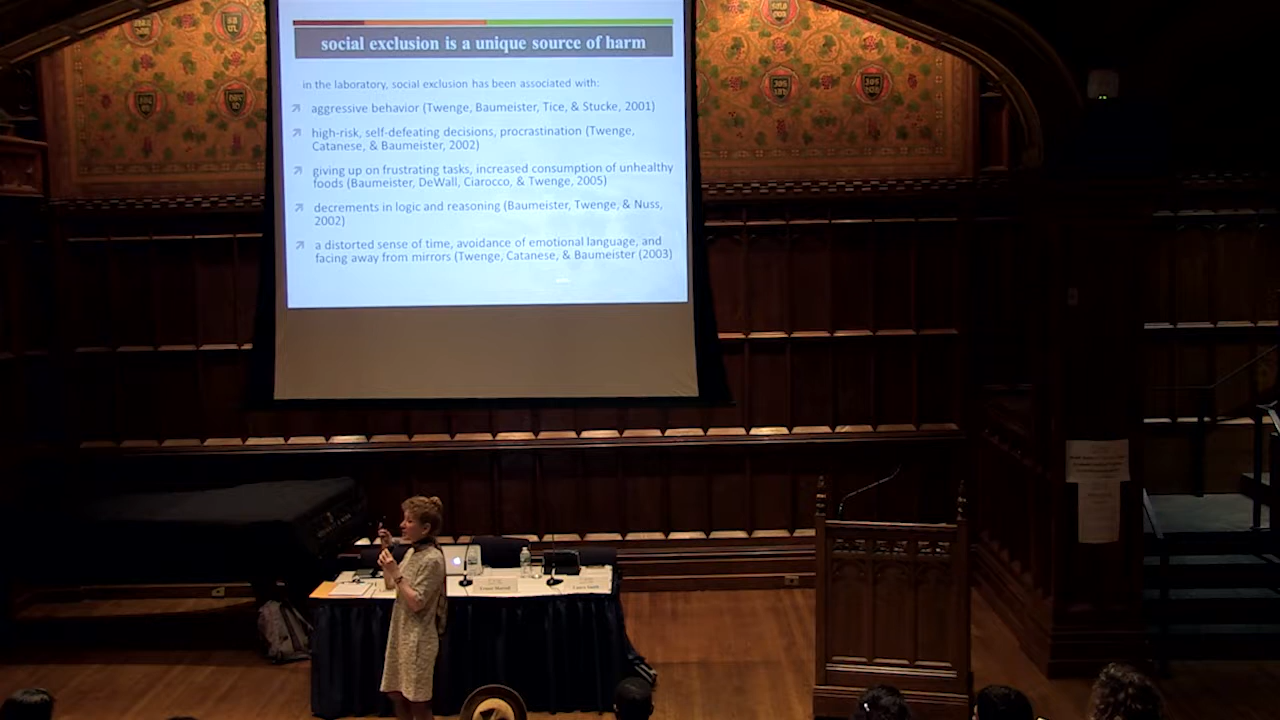 social exclusion is a unique source of harm
in the laboratory, social exclusion has been associated with:
aggressive behavior (Twenge, Baumeister, Tice, & Stucke, 2001)
high-risk, self-defeating decisions, procrastination (Twenge,
Catanese, & Baumeister, 2002)
giving up on frustrating tasks, increased consumption of unhealthy
foods (Baumeister, DeWall, Ciarocco, & Twenge, 2005)
decrements in logic and reasoning (Baumeister, Twenge, & Nuss,
2002)
a distorted sense of time, avoidance of emotional language, and
facing away from mirrors (Twenge, Catanese, & Baumeister (2003)